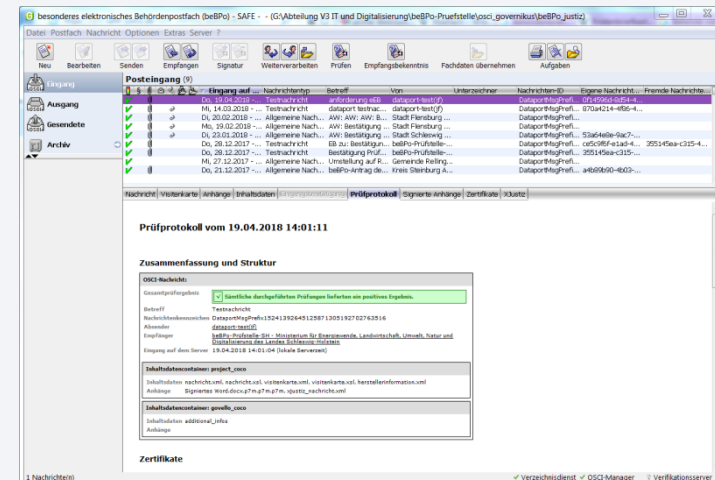 besonderes elektronisches Behördenpostfach (beBPo) - SAFE - - (G:\Abteilung V3 IT und Digitalisierung\beBPo-Pruefstelle\osci_governikus\beBPo_justiz)
Datei Postfach Nachricht Optionen Extras Server ?
Neu Bearbeiten Senden Empfangen Signatur Weiterverarbeiten Prüfen Empfangsbekenntnis Fachdaten übernehmen Aufgaben
Eingang
Ausgang
Gesendete
Archiv
Posteingang (9)
Eingang auf ... Nachrichtentyp Betreff Von Unterzeichner Nachrichten-ID Eigene Nachricht... Fremde Nachrichte...
Do, 19.04.2018 -... Testnachricht anforderung eEB dataport-test(jf) DataportMsgPrefi...
Mi, 14.03.2018 -... Testnachricht dataport testnac... dataport-test(jf) DataportMsgPrefi... 870a4214-4f86-4...
Di, 20.02.2018 -... Allgemeine Nach... AW: AW: AW: B... Stadt Flensburg ... DataportMsgPrefi...
Mo, 19.02.2018 -... Allgemeine Nach... AW: Bestätigung ... Stadt Flensburg ... DataportMsgPrefi...
Di, 23.01.2018 -... Allgemeine Nach... AW: Bestätigung ... Stadt Schleswig ... DataportMsgPrefi... 53a64e8e-9ac7-...
Do, 28.12.2017 -... Testnachricht EB zu: Bestätigun... beBPo-Prüfstelle-... DataportMsgPrefi... ce5c9f6f-e1ad-4... 355145ea-c315-4...
Do, 28.12.2017 -... Testnachricht Bestätigung Prüf... beBPo-Prüfstelle-... DataportMsgPrefi... 355145ea-c315-...
Mi, 27.12.2017 -... Allgemeine Nach... Umstellung auf R... Gemeinde Relling... DataportMsgPrefi...
Do, 21.12.2017 -... Allgemeine Nach... beBPo-Antrag de... Kreis Steinburg A... DataportMsgPrefi... a4b89b90-4b03-...
Nachricht Visitenkarte Anhänge Inhaltsdaten Eingangsbestätigung Prüfprotokoll Signierte Anhänge Zertifikate XJustiz
Prüfprotokoll vom 19.04.2018 14:01:11
Zusammenfassung und Struktur
OSCI-Nachricht:
Gesamtprüfergebnis Sämtliche durchgeführten Prüfungen lieferten ein positives Ergebnis.
Betreff Testnachricht
Nachrichtenkennzeichen DataportMsgPrefix15241392645125871305192702763516
Absender dataport-test(jf)
Empfänger beBPo-Prüfstelle-SH - Ministerium für Energiewende, Landwirtschaft, Umwelt, Natur und
Digitalisierung des Landes Schleswig-Holstein
Eingang auf dem Server 19.04.2018 14:01:04 (lokale Serverzeit)
Inhaltsdatencontainer: project_coco
Inhaltsdaten nachricht.xml, nachricht.xsl, visitenkarte.xml, visitenkarte.xsl, herstellerinformation.xml
Anhänge Signiertes Word.docx.p7m.p7m.p7m, xjustiz_nachricht.xml
Inhaltsdatencontainer: govello_coco
Inhaltsdaten additional_infos
Anhänge
Zertifikate
1 Nachricht(en) Verzeichnisdienst OSCI-Manager ? Verifikationsserver